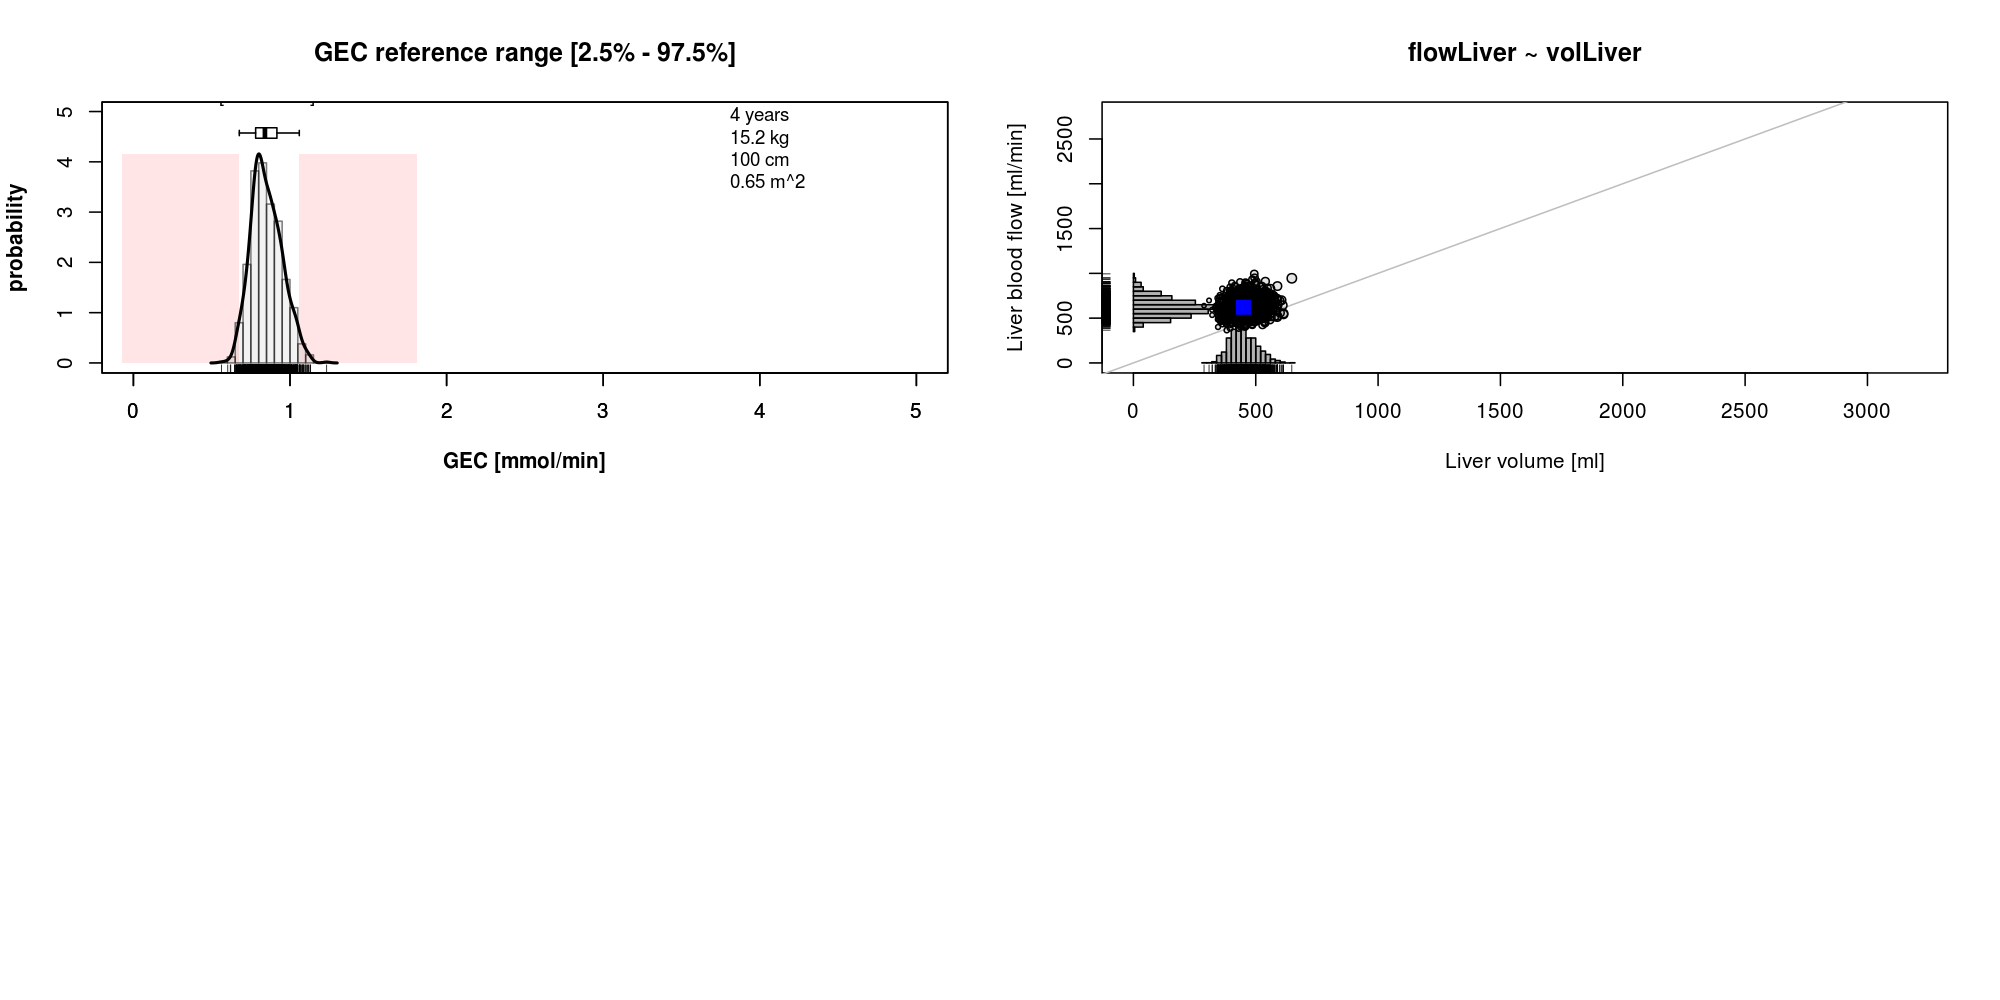 GEC reference range [2.5% - 97.5%]
4 years
15.2 kg
100 cm
0.65 m^2
probability
5
4
3
2
1
0
0 1 2 3 4 5
GEC [mmol/min]
flowLiver ~ volLiver
Liver blood flow [ml/min]
2500
1500
500
0
0 500 1000 1500 2000 2500 3000
Liver volume [ml]